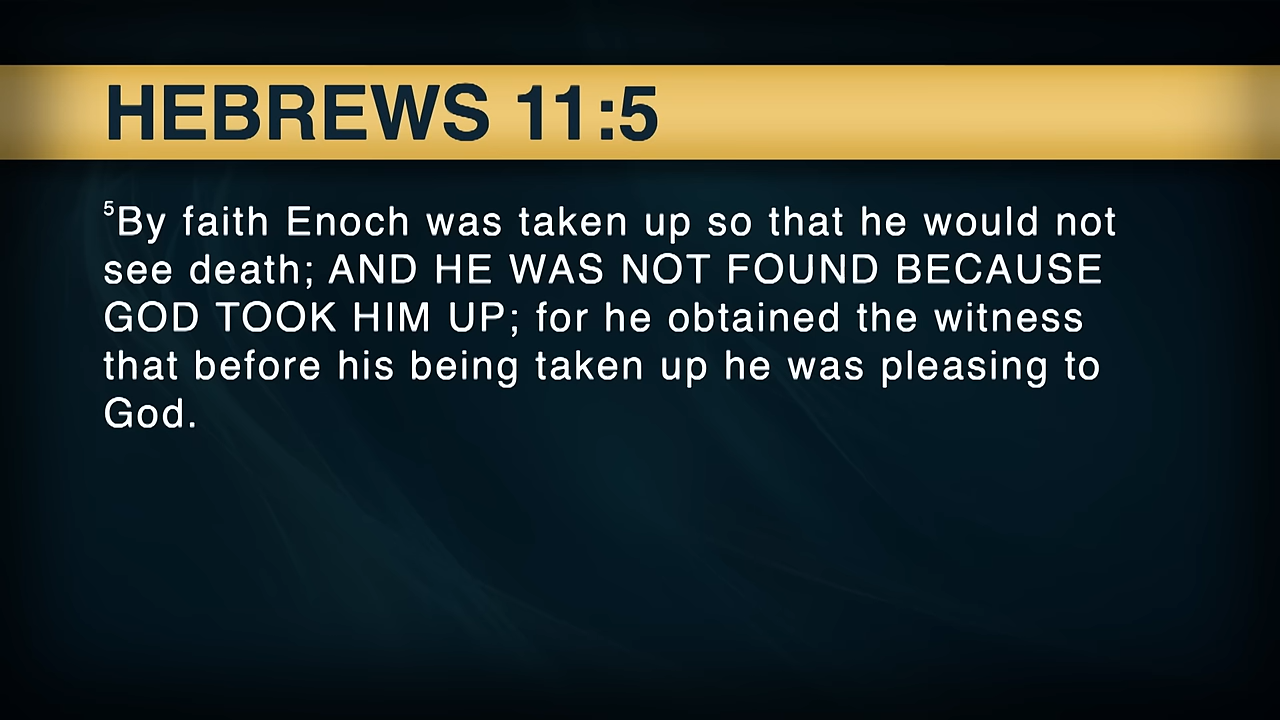 HEBREWS 11:5
5By faith Enoch was taken up so that he would not
see death; AND HE WAS NOT FOUND BECAUSE
GOD TOOK HIM UP; for he obtained the witness
that before his being taken up he was pleasing to
God.